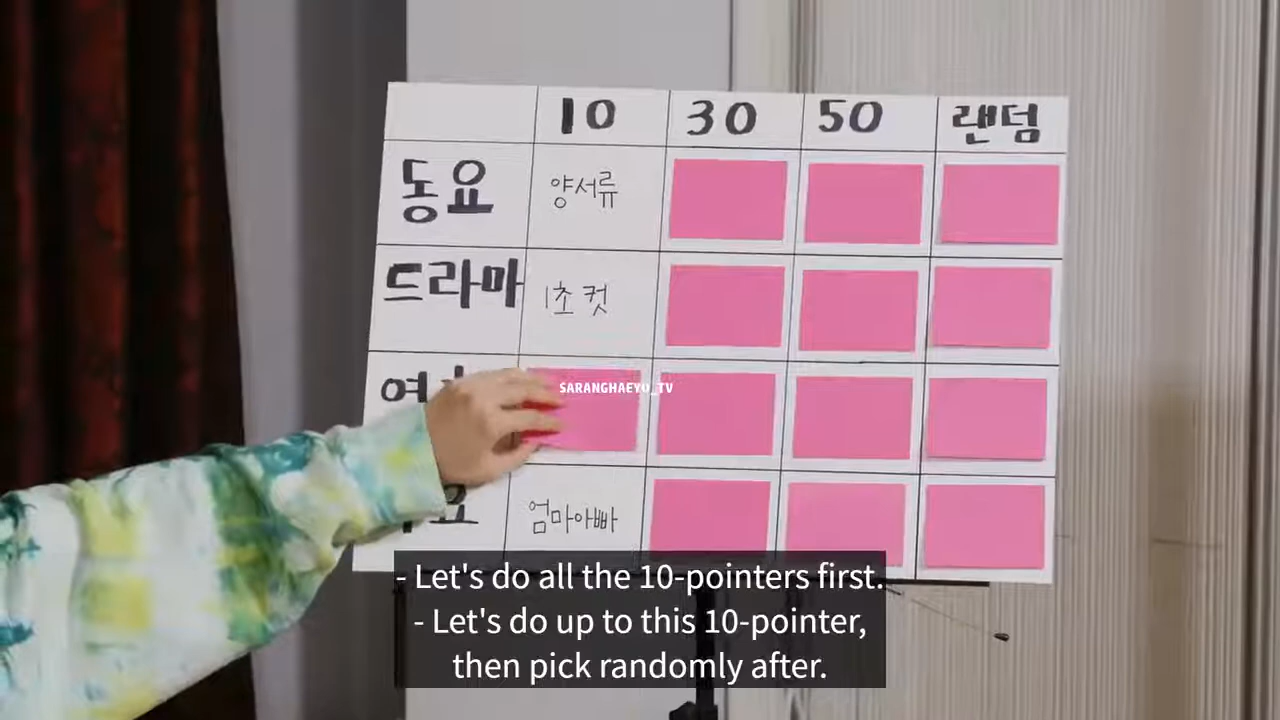 10 30 50 랜덤
동요 양서류
드라마 1초 컷
SARANGHAEYO_TV
엄마아빠
- Let's do all the 10-pointers first.
- Let's do up to this 10-pointer,
then pick randomly after.